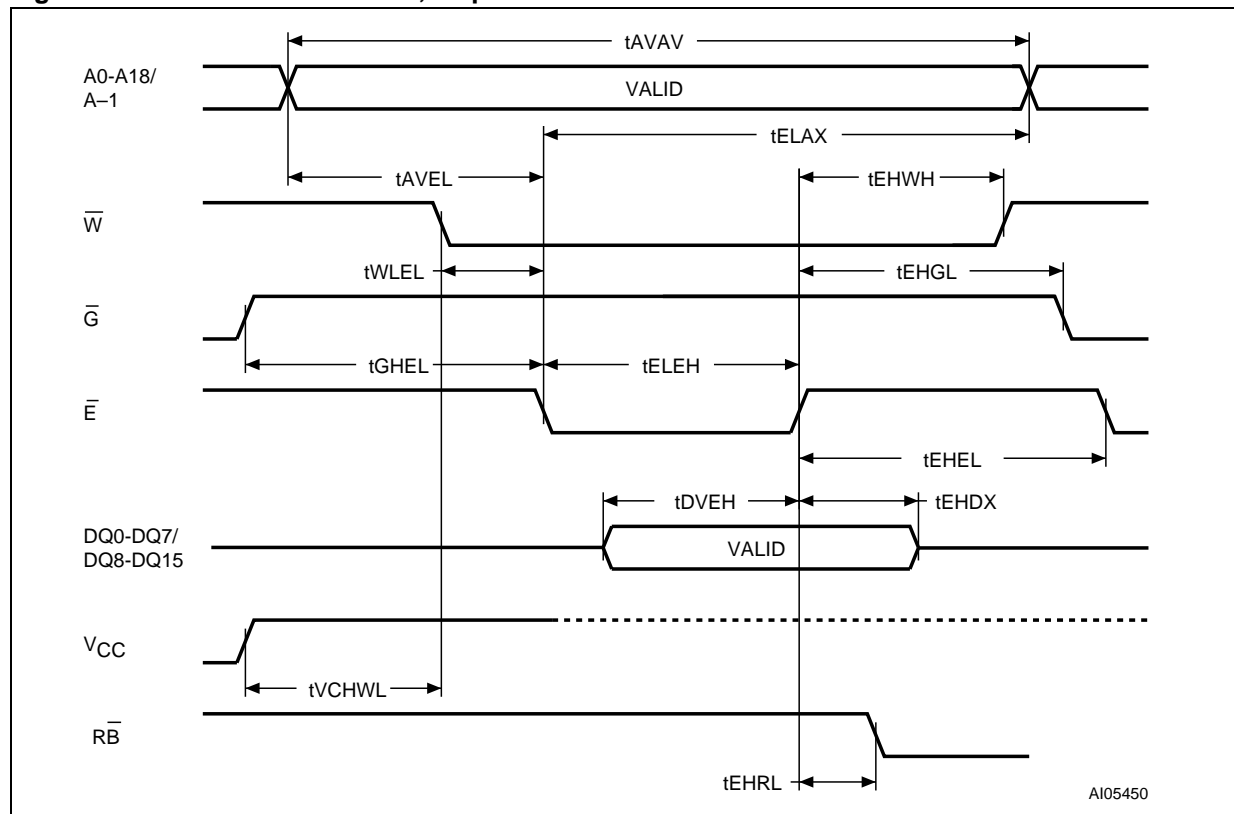 tAVAV
A0-A18/
A–1
VALID
tELAX
tAVEL
tEHWH
W̅
tWLEL
tEHGL
G̅
tGHEL
tELEH
E̅
tEHEL
tDVEH
tEHDX
DQ0-DQ7/
DQ8-DQ15
VALID
VCC
tVCHWL
RB̅
tEHRL
AI05450